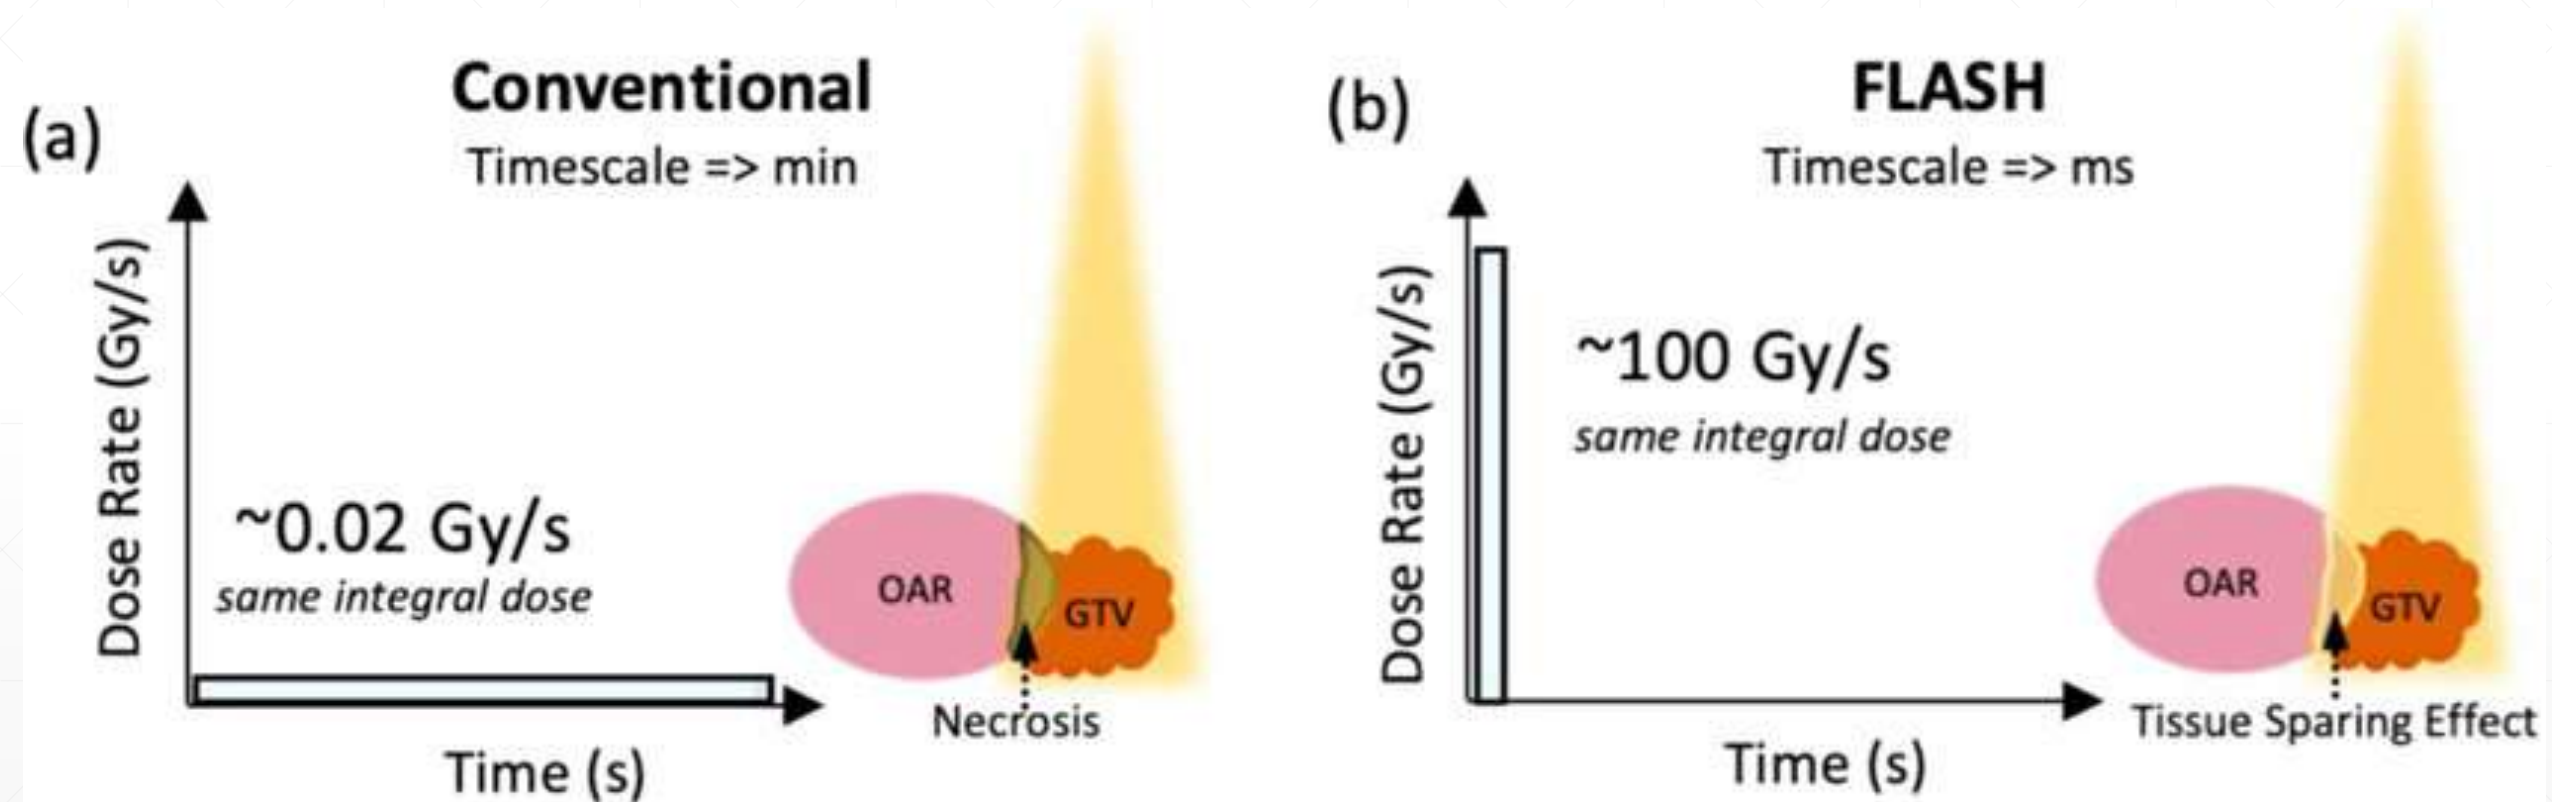 (a)
Conventional
Timescale => min
Dose Rate (Gy/s)
~0.02 Gy/s
same integral dose
OAR
GTV
Necrosis
Time (s)
(b)
FLASH
Timescale => ms
Dose Rate (Gy/s)
~100 Gy/s
same integral dose
OAR
GTV
Tissue Sparing Effect
Time (s)